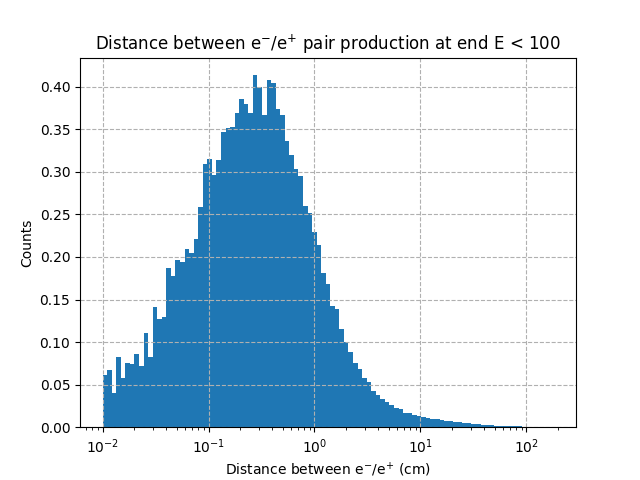 Distance between e⁻/e⁺ pair production at end E < 100
Counts
0.40
0.35
0.30
0.25
0.20
0.15
0.10
0.05
0.00
10⁻² 10⁻¹ 10⁰ 10¹ 10²
Distance between e⁻/e⁺ (cm)